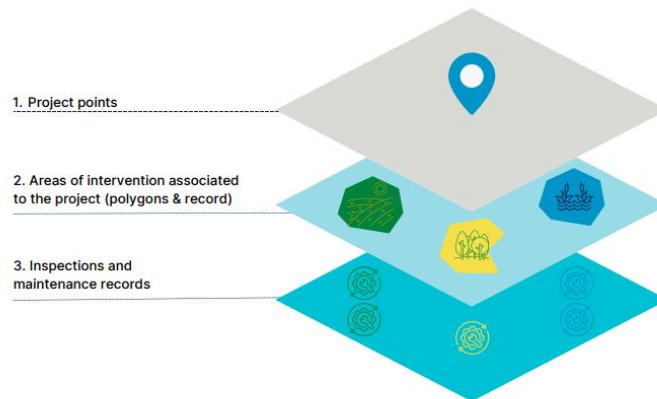 1. Project points
2. Areas of intervention associated
to the project (polygons & record)
3. Inspections and
maintenance records